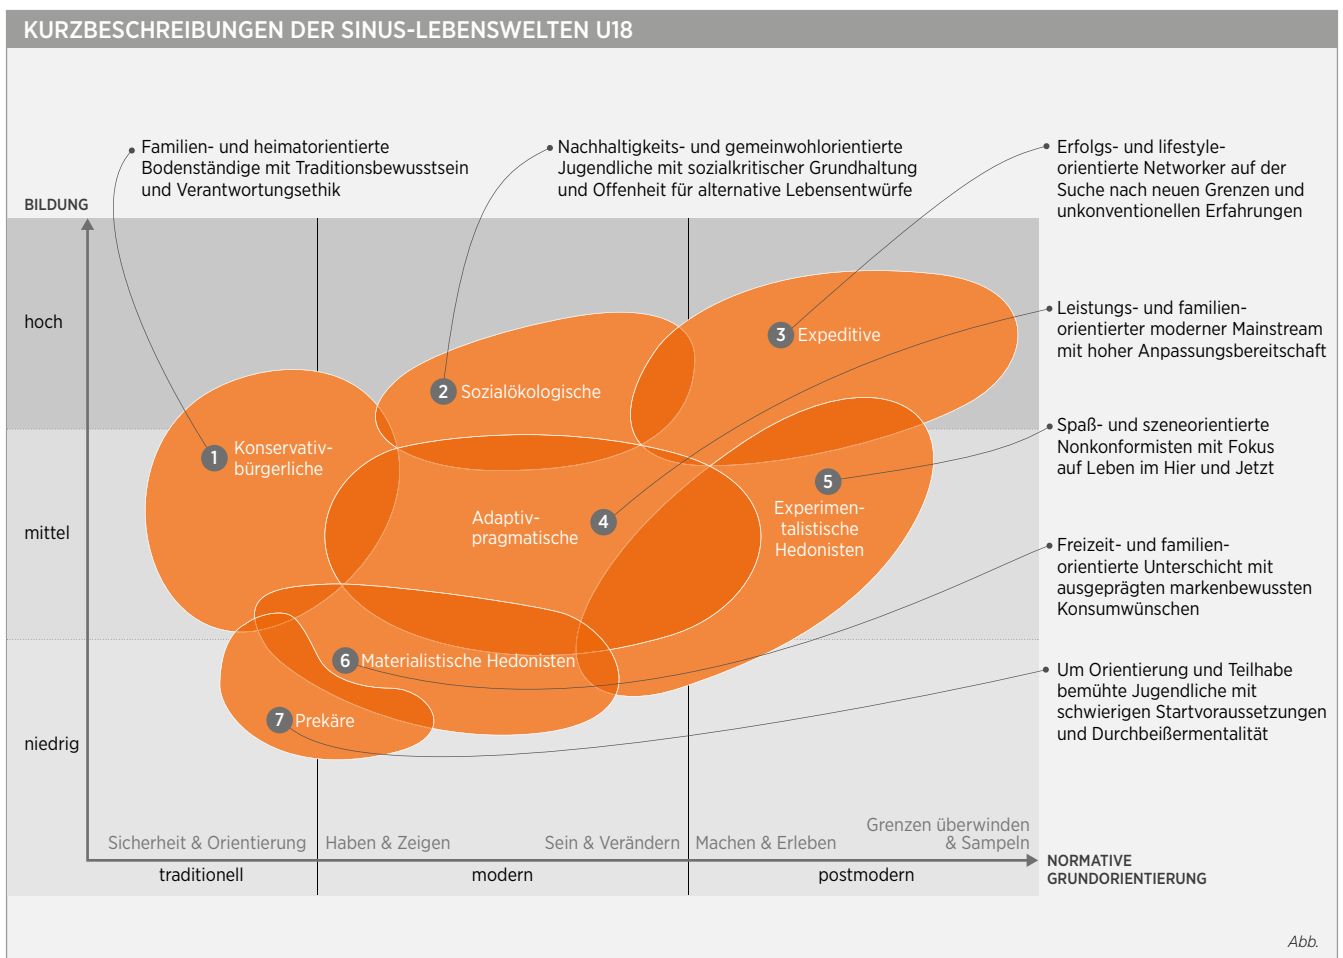 KURZBESCHREIBUNGEN DER SINUS-LEBENSWELTEN U18
Familien- und heimatorientierte
Bodenständige mit Traditionsbewusstsein
und Verantwortungsethik
Nachhaltigkeits- und gemeinwohlorientierte
Jugendliche mit sozialkritischer Grundhaltung
und Offenheit für alternative Lebensentwürfe
Erfolgs- und lifestyle-
orientierte Networker auf der
Suche nach neuen Grenzen und
unkonventionellen Erfahrungen
Leistungs- und familien-
orientierter moderner Mainstream
mit hoher Anpassungsbereitschaft
Spaß- und szeneorientierte
Nonkonformisten mit Fokus
auf Leben im Hier und Jetzt
Freizeit- und familien-
orientierte Unterschicht mit
ausgeprägten markenbewussten
Konsumwünschen
Um Orientierung und Teilhabe
bemühte Jugendliche mit
schwierigen Startvoraussetzungen
und Durchbeißermentalität
BILDUNG
hoch
mittel
niedrig
1 Konservativ-
bürgerliche
2 Sozialökologische
3 Expeditive
4 Adaptiv-
pragmatische
5
Experimen-
talistische
Hedonisten
6 Materialistische Hedonisten
7 Prekäre
Sicherheit & Orientierung
Haben & Zeigen
Sein & Verändern
Machen & Erleben
Grenzen überwinden
& Sampeln
traditionell
modern
postmodern
NORMATIVE
GRUNDORIENTIERUNG
Abb.